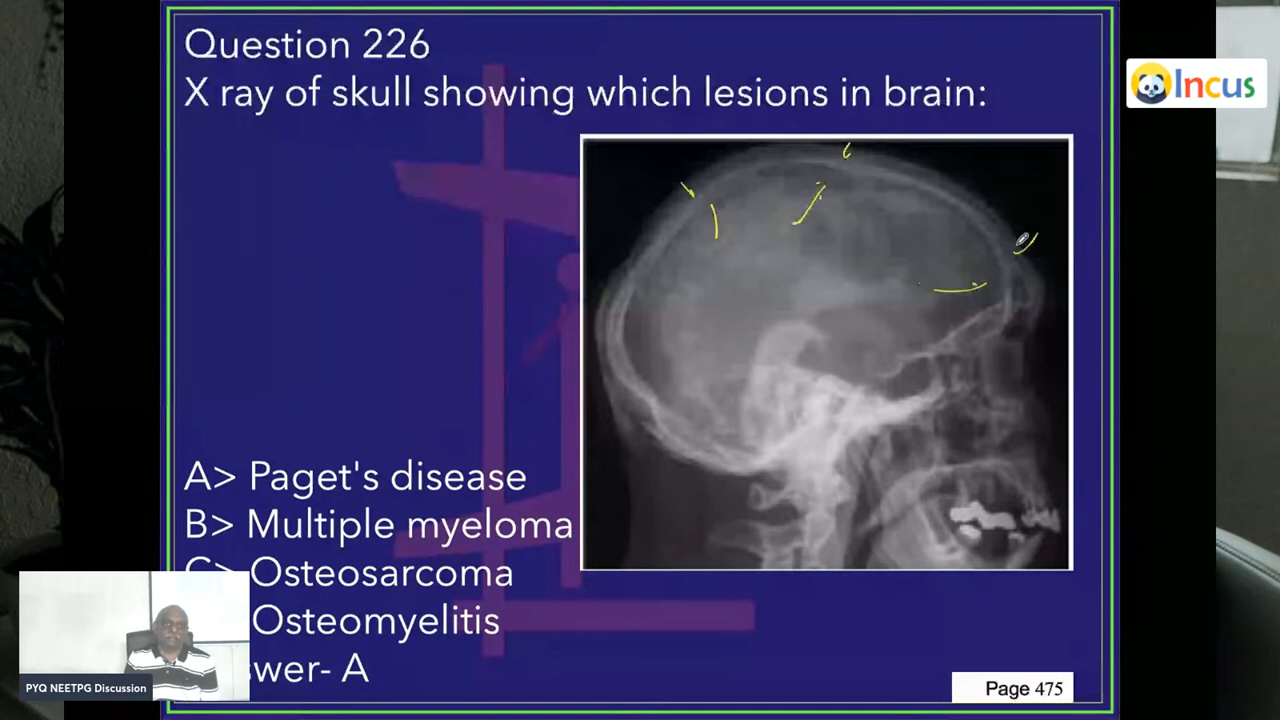 Question 226
X ray of skull showing which lesions in brain:
Incus
A> Paget's disease
B> Multiple myeloma
C> Osteosarcoma
Osteomyelitis
wer- A
PYQ NEETPG Discussion
Page 475